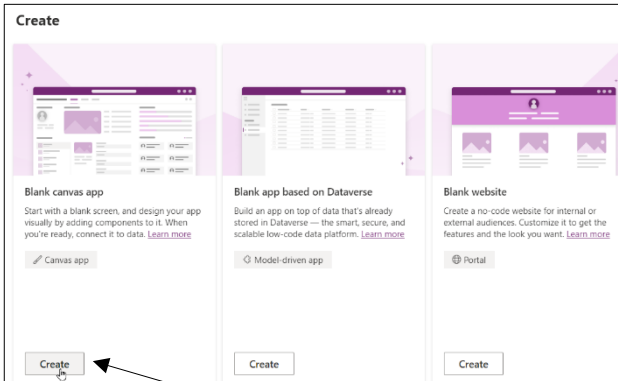 Create
Blank canvas app
Start with a blank screen, and design your app
visually by adding components to it. When
you're ready, connect it to data. Learn more
Canvas app
Create
Blank app based on Dataverse
Build an app on top of data that's already
stored in Dataverse — the smart, secure, and
scalable low-code data platform. Learn more
Model-driven app
Create
Blank website
Create a no-code website for internal or
external audiences. Customize it to get the
features and the look you want. Learn more
Portal
Create